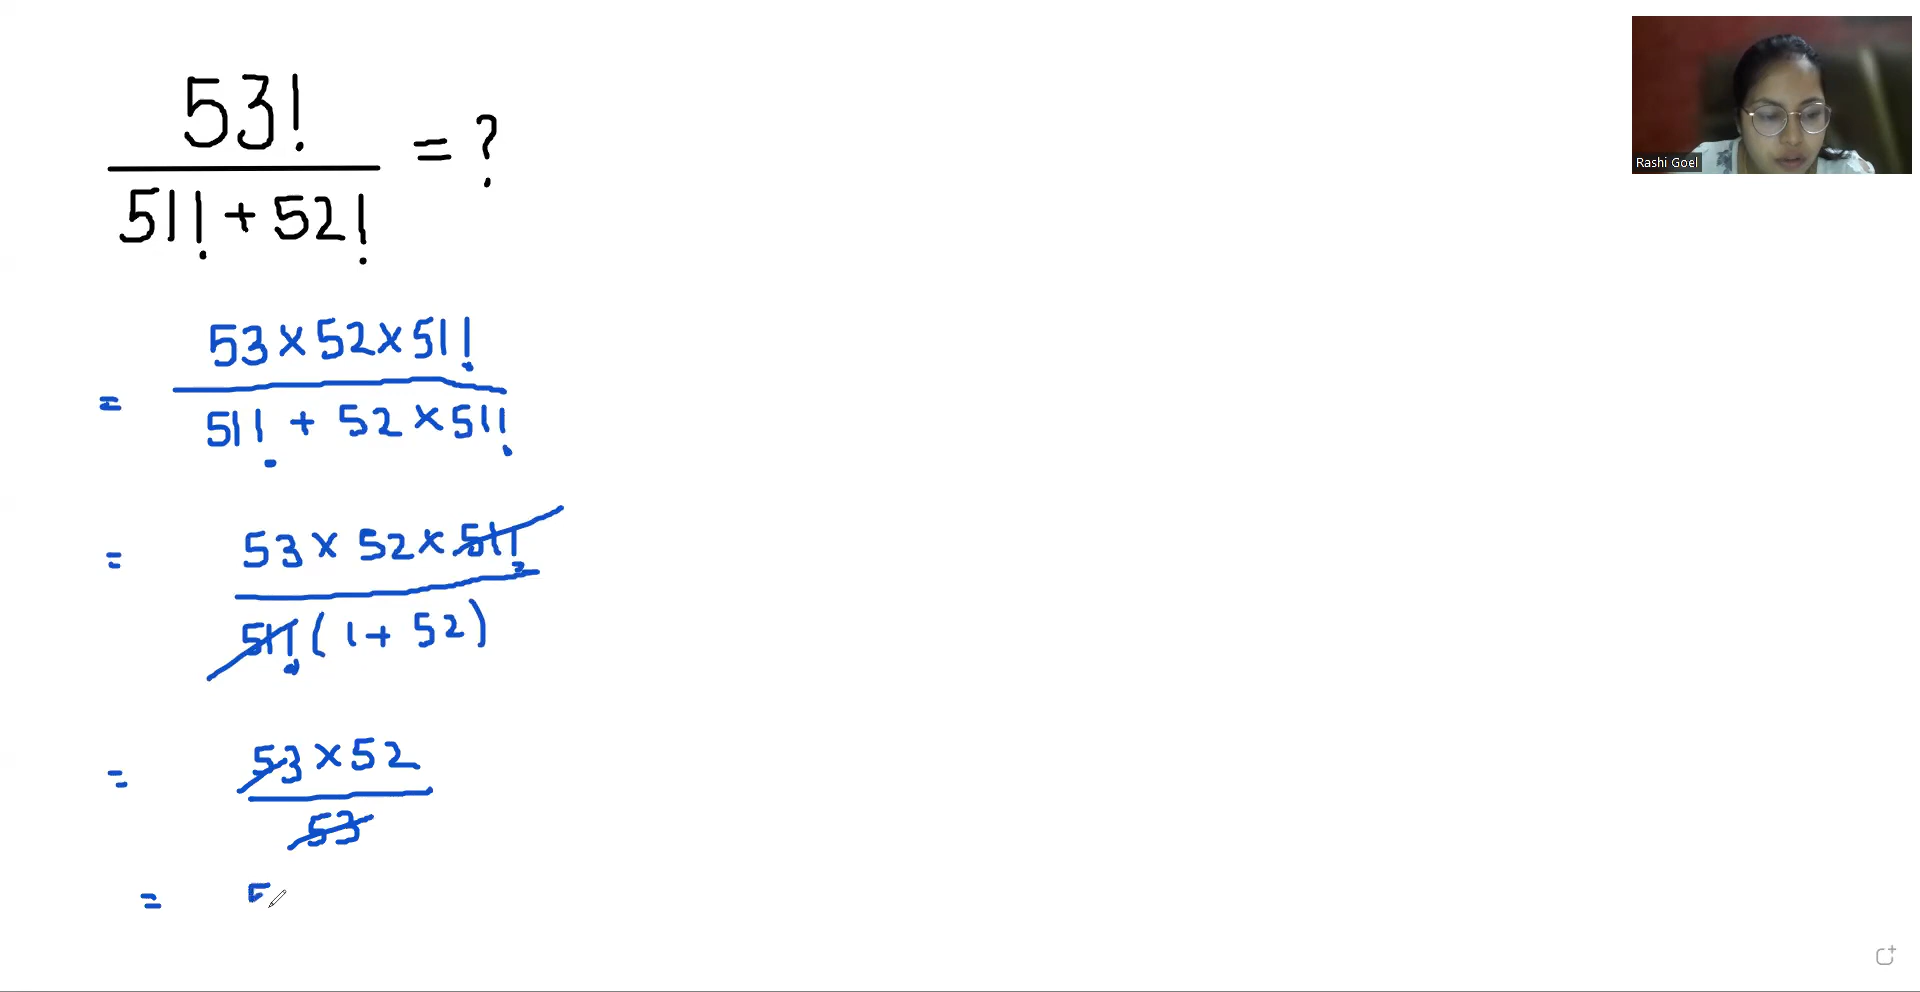 53!
= ?
51! + 52!
53 × 52 × 51!
=
51! + 52 × 51!
53 × 52 × 51!
=
51! (1 + 52)
53 × 52
=
53
= 5
Rashi Goel